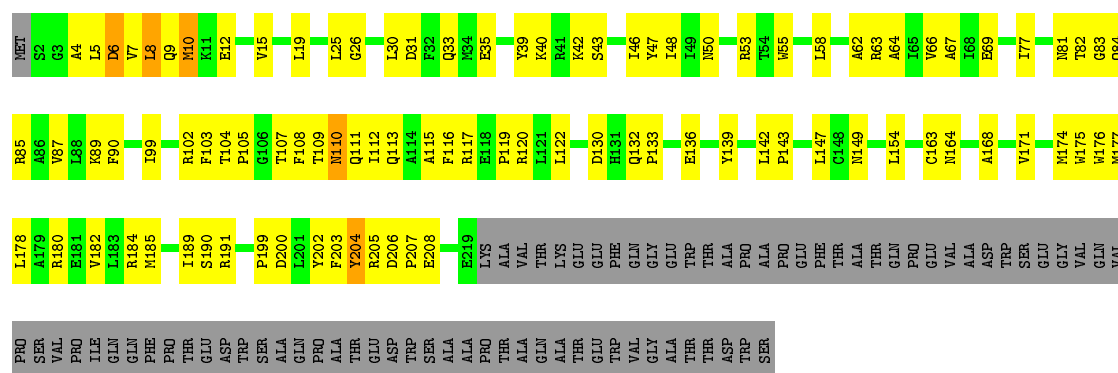 MET S2 G3 A4 L5 D6 V7 L8 Q9 M10 K11 E12 V15 L19 L25 G26 L30 D31 F32 Q33 M34 E35 Y39 K40 R41 K42 S43 I46 Y47 I48 I49 N50 R53 T54 W55 L58 A62 R63 A64 I65 V66 A67 I68 E69 I77 N81 T82 G83
R85 A86 V87 L88 K89 F90 I99 R102 F103 T104 P105 G106 T107 F108 T109 N110 Q111 I112 Q113 A114 A115 F116 R117 E118 P119 R120 L121 L122 D130 H131 Q132 P133 E136 Y139 L142 P143 L147 C148 N149 L154 C163 N164 A168 V171 M174 W175 W176
L178 A179 R180 E181 V182 L183 R184 M185 I189 S190 R191 P199 D200 L201 Y202 F203 Y204 R205 D206 P207 E208 E219 LYS ALA VAL THR LYS GLU GLU PHE GLN GLY GLU TRP THR ALA PRO ALA PRO GLU PHE THR ALA THR GLN PRO GLU VAL ALA ASP TRP SER GLU GLY VAL GLN
PRO SER VAL PRO ILE GLN GLN PHE PRO THR GLU ASP TRP SER ALA GLN PRO ALA THR GLU ASP TRP SER ALA ALA PRO THR ALA GLN ALA THR GLU TRP VAL GLY ALA THR THR ASP TRP SER